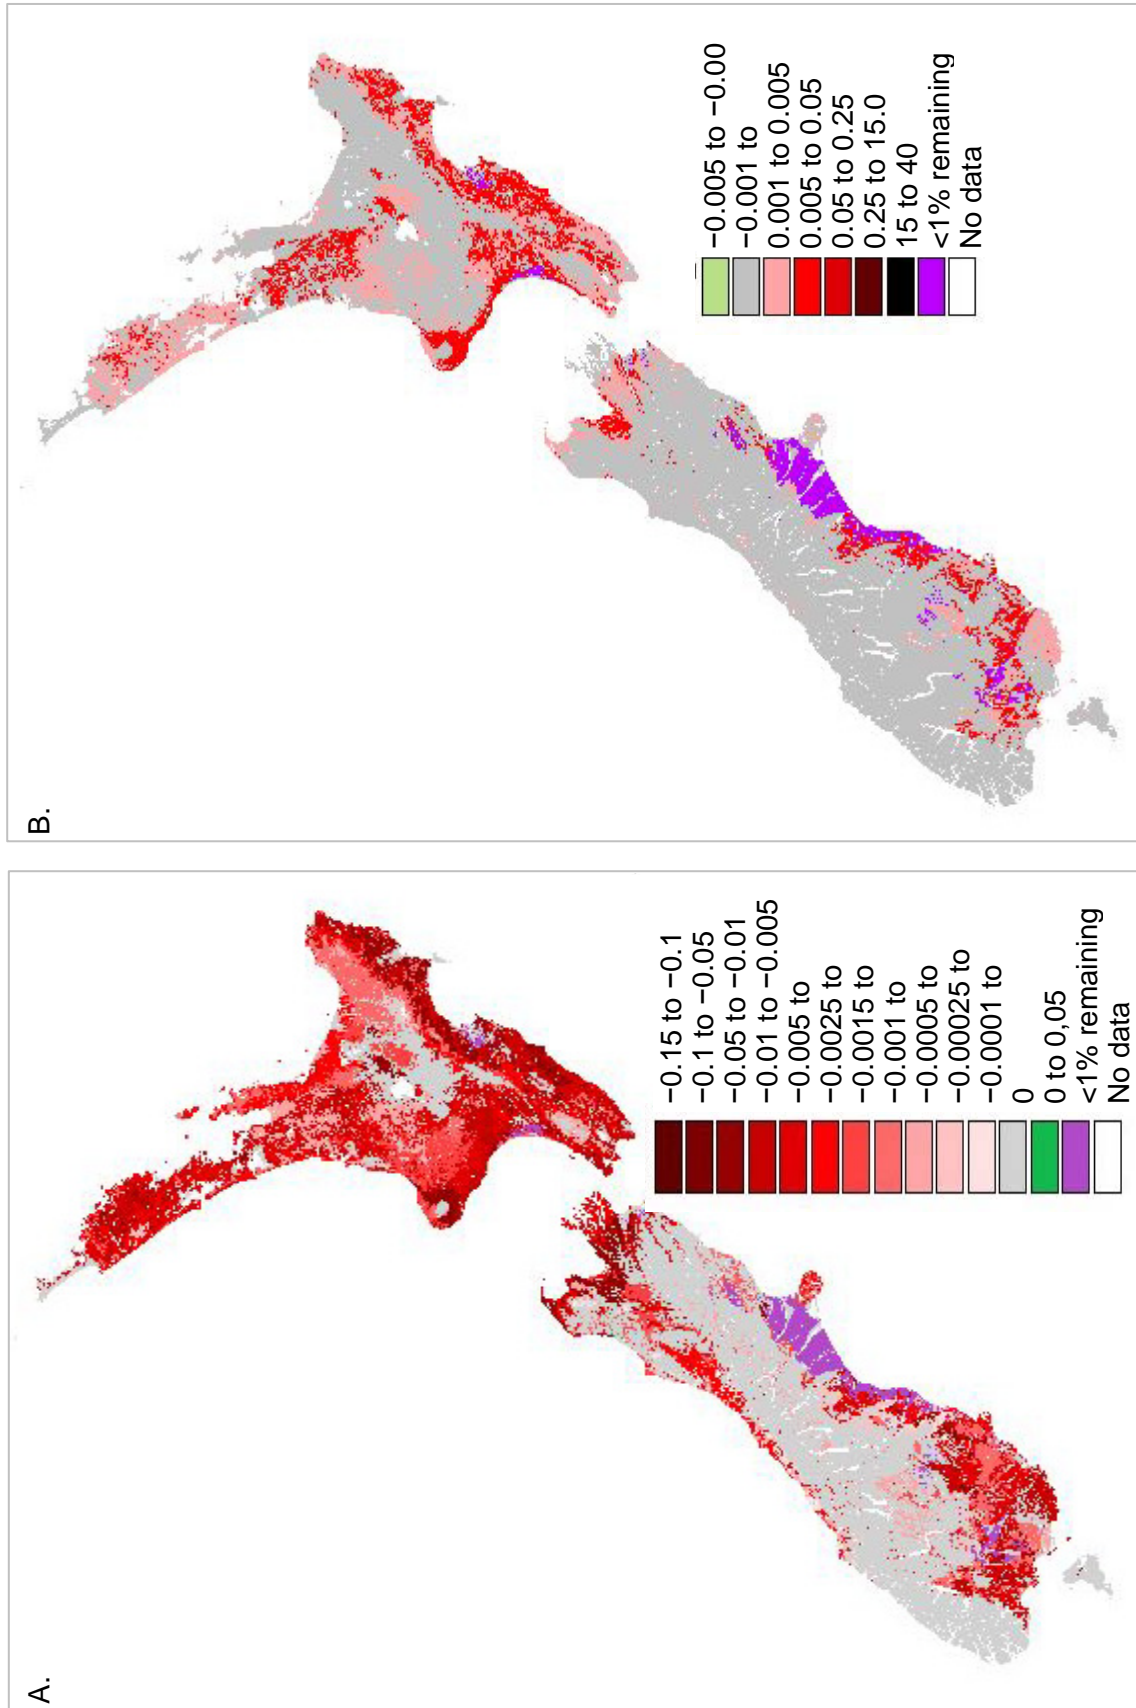 B.
−0.005 to −0.00
−0.001 to
0.001 to 0.005
0.005 to 0.05
0.05 to 0.25
0.25 to 15.0
15 to 40
<1% remaining
No data
A.
−0.15 to −0.1
−0.1 to −0.05
−0.05 to −0.01
−0.01 to −0.005
−0.005 to
−0.0025 to
−0.0015 to
−0.001 to
−0.0005 to
−0.00025 to
−0.0001 to
0
0 to 0,05
<1% remaining
No data